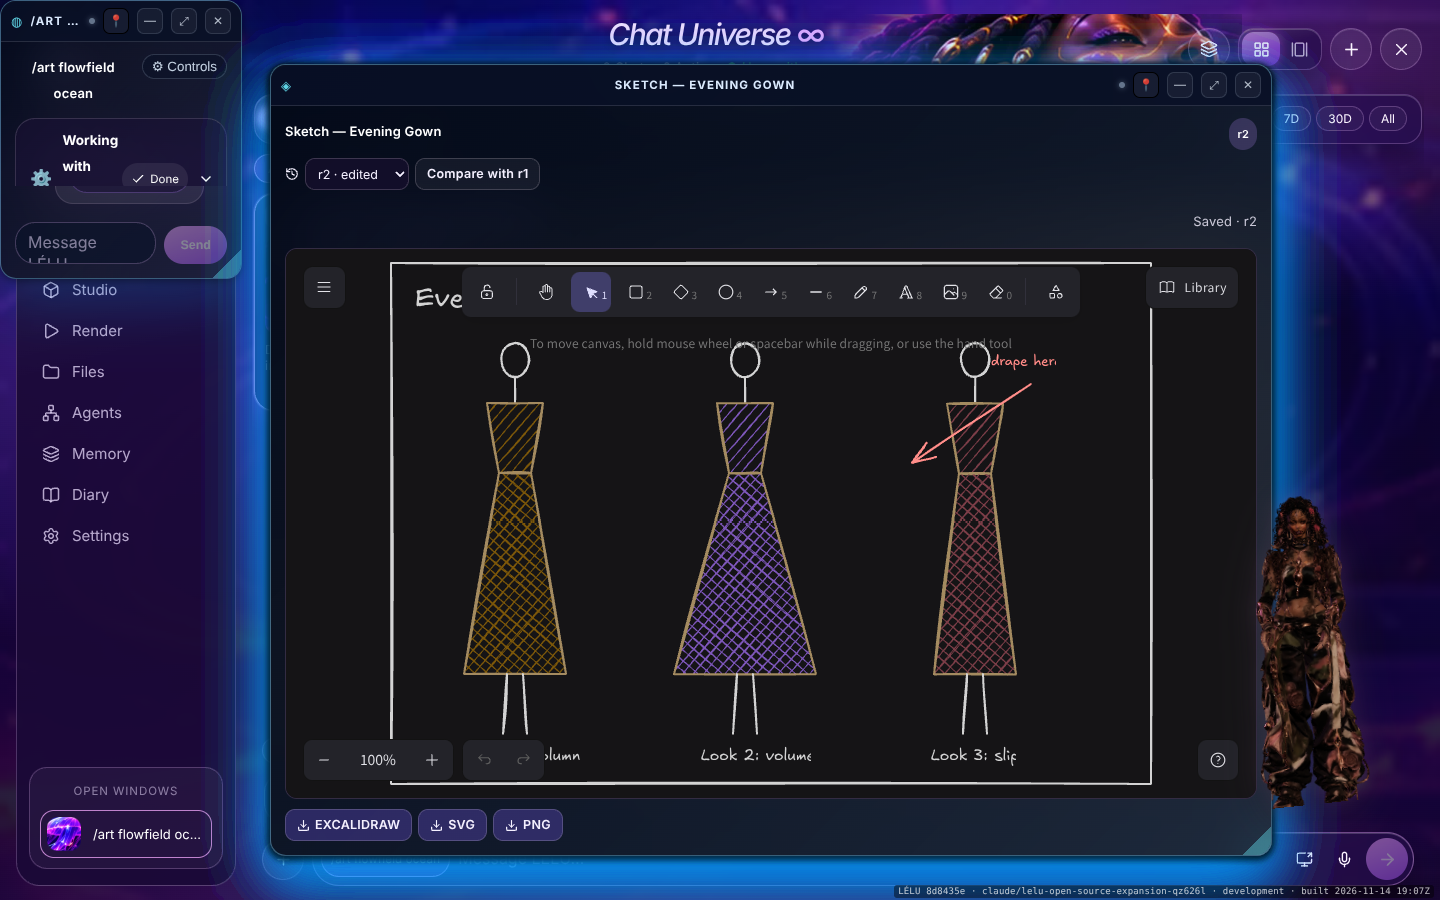 /ART ...
/art flowfield
ocean
Controls
Working
with
Done
Message
Send
Chat Universe ∞
7D
30D
All
SKETCH — EVENING GOWN
Sketch — Evening Gown
r2
r2 · edited
Compare with r1
Saved · r2
Eve
1
2
3
4
5
6
7
8
9
0
Library
To move canvas, hold mouse wheel or spacebar while dragging, or use the hand tool
drape her
olumn
Look 2: volume
Look 3: slip
100%
EXCALIDRAW
SVG
PNG
Studio
Render
Files
Agents
Memory
Diary
Settings
OPEN WINDOWS
/art flowfield oc...
LÉLU 8d8435e · claude/lelu-open-source-expansion-qz626l · development · built 2026-11-14 19:07Z